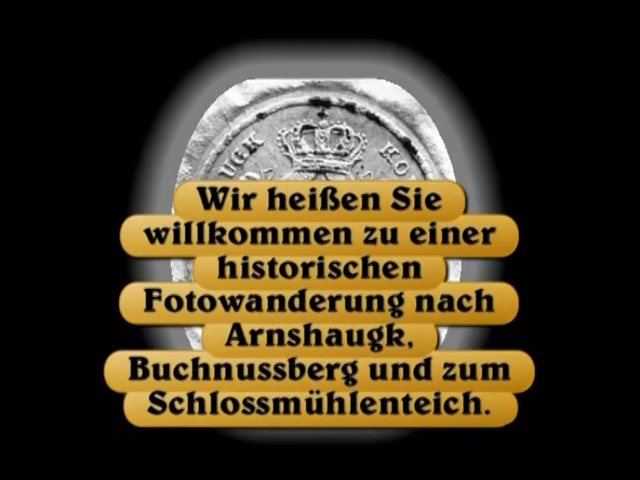 Wir heißen Sie
willkommen zu einer
historischen
Fotowanderung nach
Arnshaugk,
Buchnussberg und zum
Schlossmühlenteich.